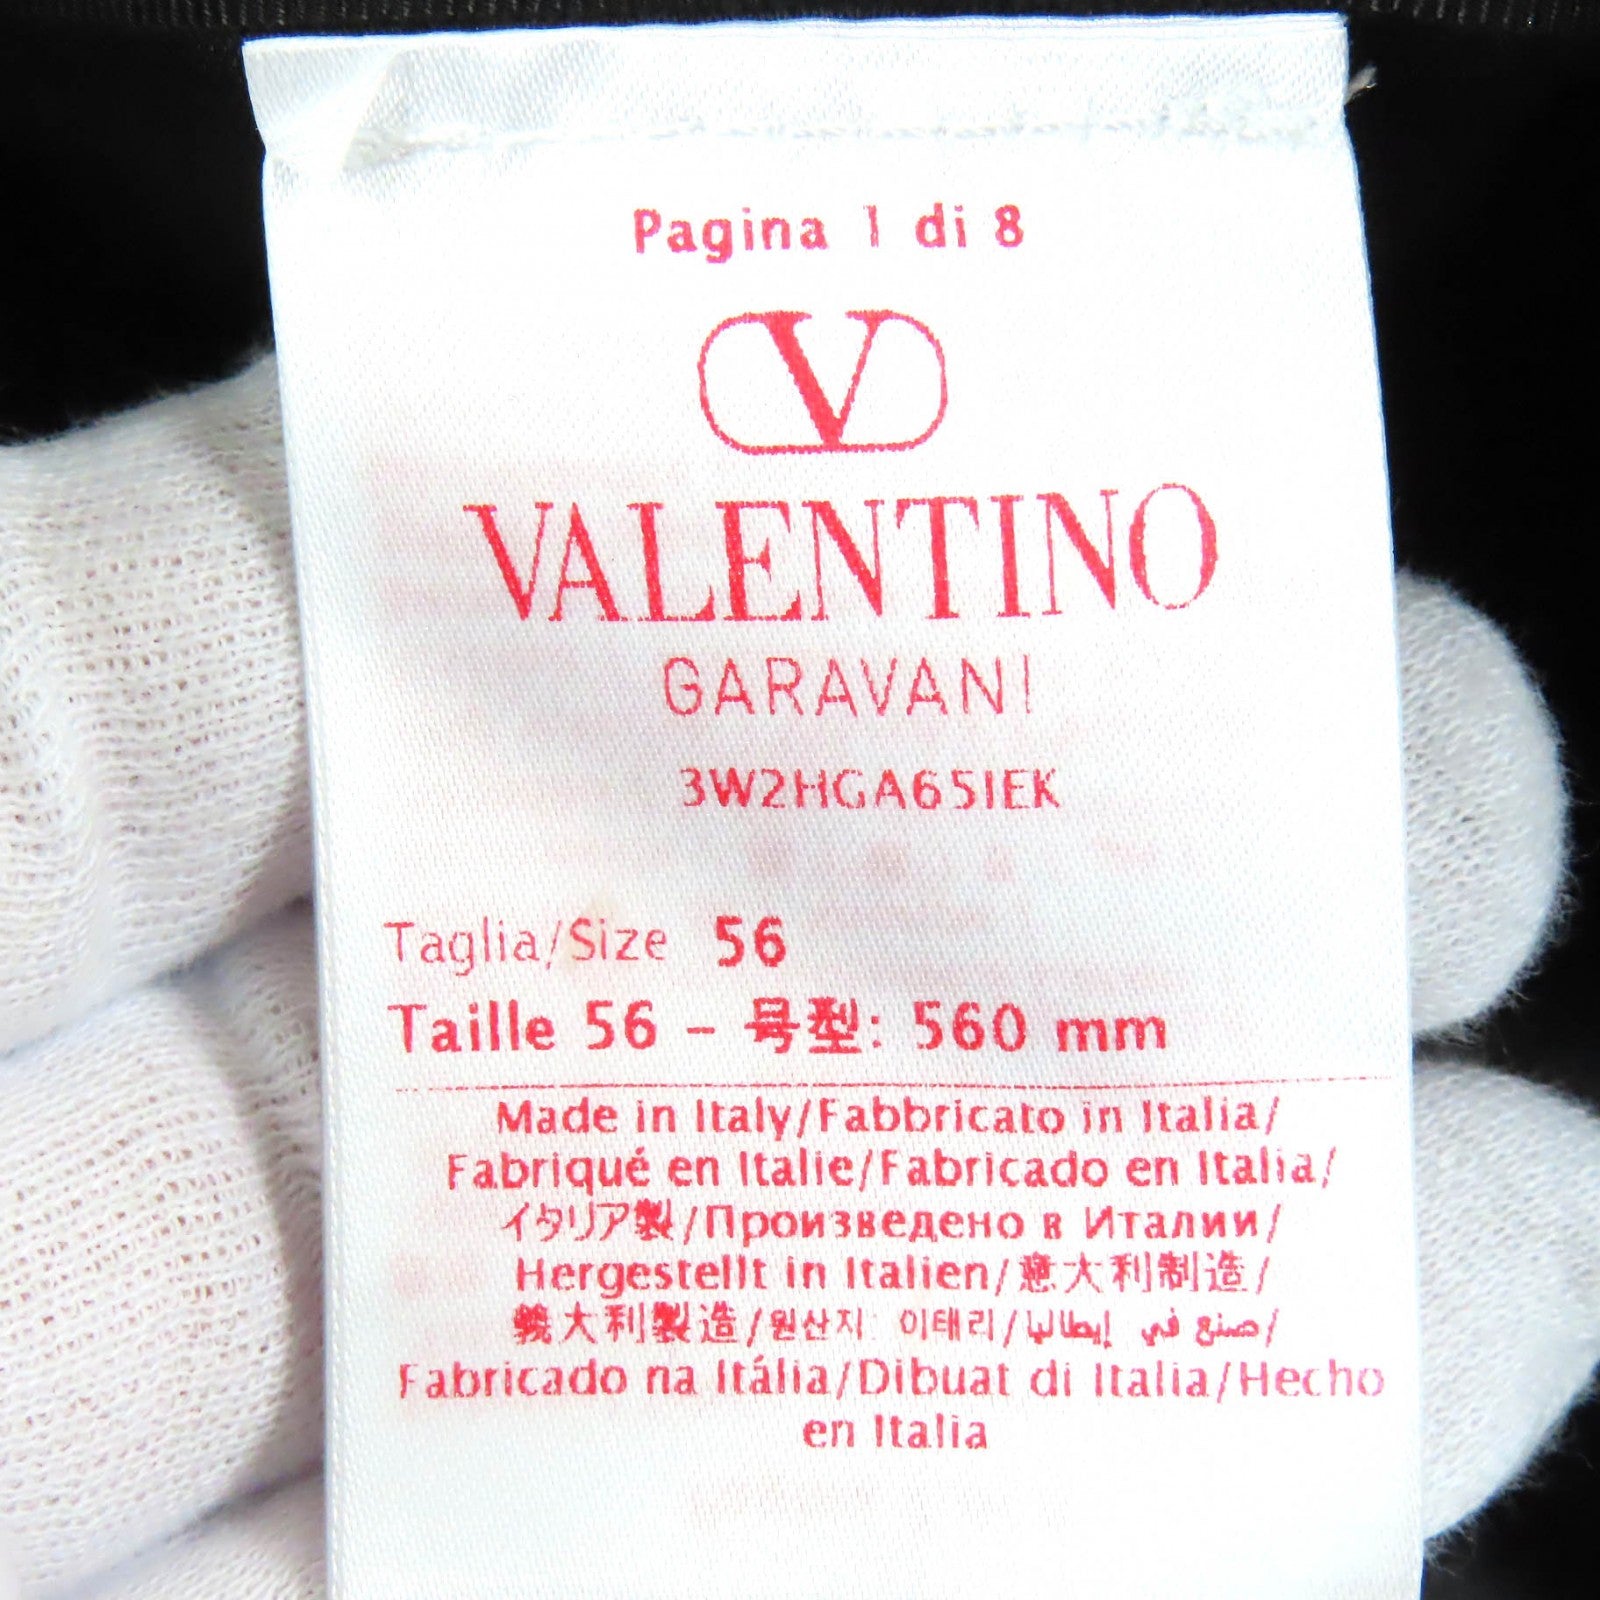 Pagina 1 di 8
V
VALENTINO
GARAVANI
3W2HGA65IEK
Taglia/Size 56
Taille 56 - 号型: 560 mm
Made in Italy/Fabbricato in Italia/
Fabriqué en Italie/Fabricado en Italia/
イタリア製/Произведено в Италии/
Hergestellt in Italien/意大利制造/
義大利製造/원산지: 이태리/صنع في إيطاليا/
Fabricado na Itália/Dibuat di Italia/Hecho
en Italia